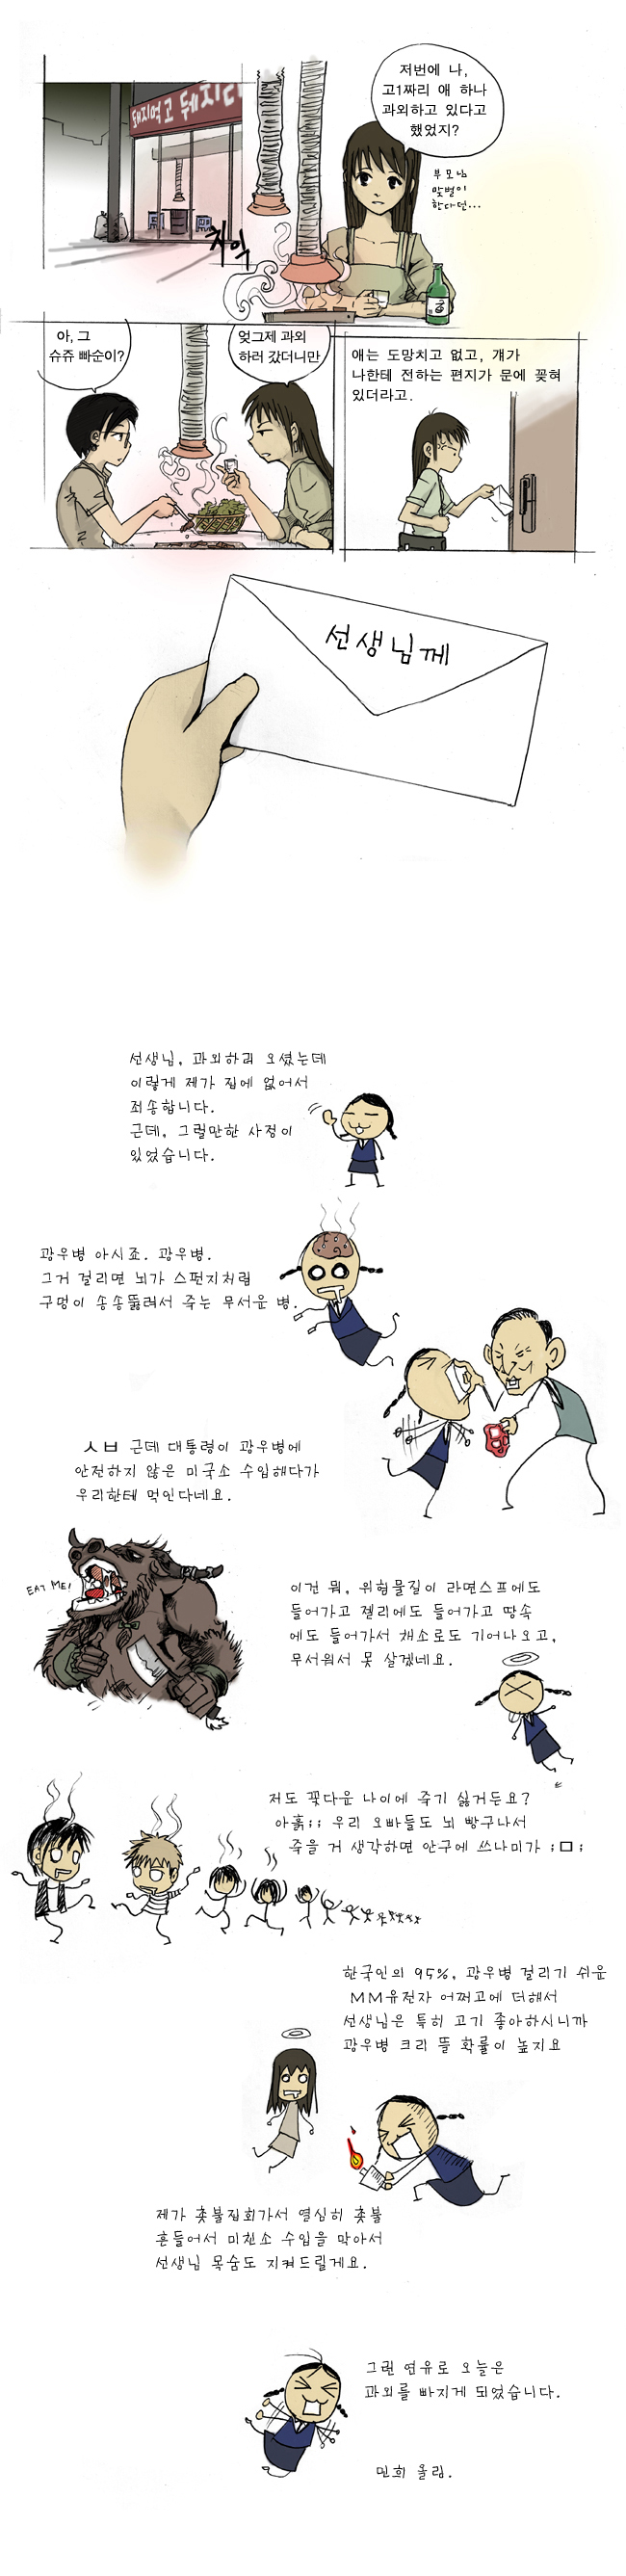 돼지먹고 돼지
저번에 나,
고1짜리 애 하나
과외하고 있다고
했었지?
부모님
맞벌이
한다던...
치익
아, 그
슈쥬 빠순이?
엊그제 과외
하러 갔더니만
애는 도망치고 없고, 걔가
나한테 전하는 편지가 문에 꽂혀
있더라고.
선생님께
선생님, 과외하러 오셨는데
이렇게 제가 집에 없어서
죄송합니다.
근데, 그럴만한 사정이
있었습니다.
광우병 아시죠. 광우병.
그거 걸리면 뇌가 스펀지처럼
구멍이 송송뚫려서 죽는 무서운 병.
ㅅㅂ 근데 대통령이 광우병에
안전하지 않은 미국소 수입해다가
우리한테 먹인다네요.
EAT ME!
이건 뭐, 위험물질이 라면스프에도
들어가고 젤리에도 들어가고 땅속
에도 들어가서 채소로도 기어나오고,
무서워서 못 살겠네요.
저도 꽃다운 나이에 죽기 싫거든요?
아흙;; 우리 오빠들도 뇌 빵구나서
죽을 거 생각하면 안구에 쓰나미가 ;ㅁ;
한국인의 95%, 광우병 걸리기 쉬운
MM유전자 어쩌고에 더해서
선생님은 특히 고기 좋아하시니까
광우병 크리 뜰 확률이 높지요
제가 촛불집회가서 열심히 촛불
흔들어서 미친소 수입을 막아서
선생님 목숨도 지켜드릴게요.
그런 연유로 오늘은
과외를 빠지게 되었습니다.
민희 올림.